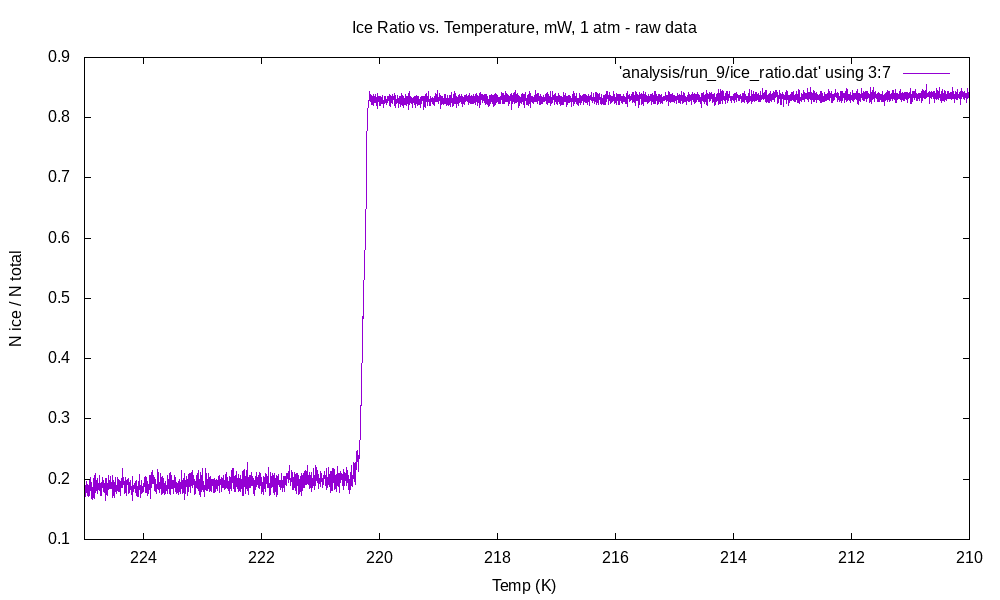 Ice Ratio vs. Temperature, mW, 1 atm - raw data
'analysis/run_9/ice_ratio.dat' using 3:7
N ice / N total
0.9
0.8
0.7
0.6
0.5
0.4
0.3
0.2
0.1
224 222 220 218 216 214 212 210
Temp (K)